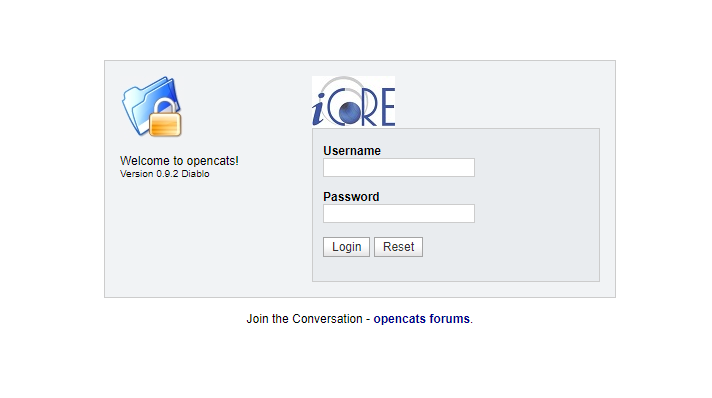 iCORE
Welcome to opencats!
Version 0.9.2 Diablo
Username
Password
Login Reset
Join the Conversation - opencats forums.